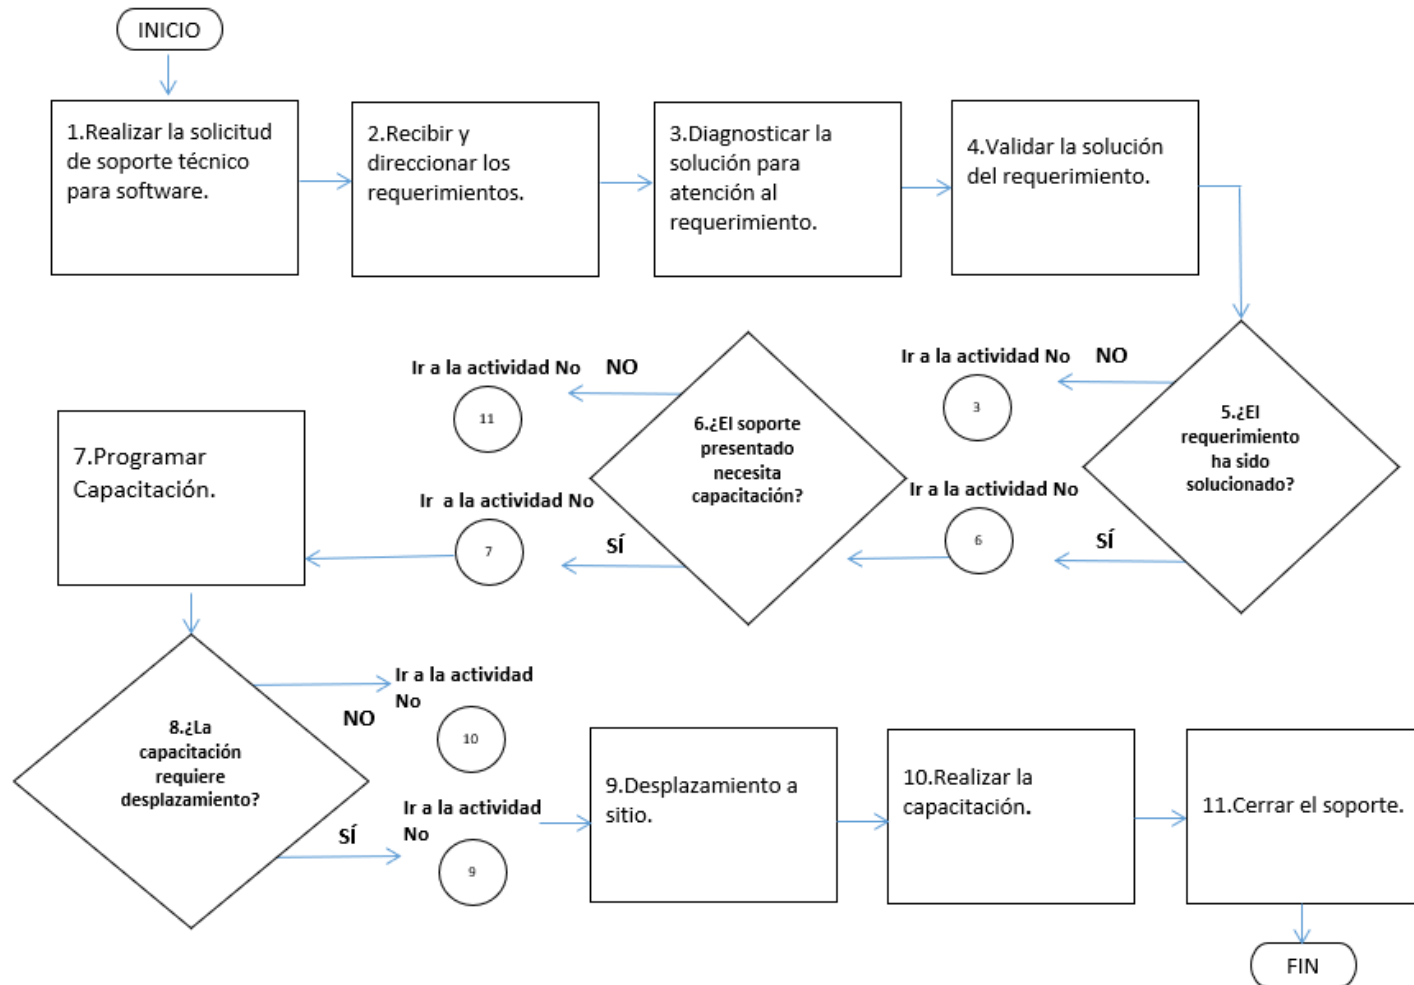 INICIO
1.Realizar la solicitud
de soporte técnico
para software.
2.Recibir y
direccionar los
requerimientos.
3.Diagnosticar la
solución para
atención al
requerimiento.
4.Validar la solución
del requerimiento.
5.¿El
requerimiento
ha sido
solucionado?
NO
Ir a la actividad No
3
SÍ
Ir a la actividad No
6
6.¿El soporte
presentado
necesita
capacitación?
NO
Ir a la actividad No
11
SÍ
Ir a la actividad No
7
7.Programar
Capacitación.
8.¿La
capacitación
requiere
desplazamiento?
NO
Ir a la actividad
No
10
SÍ
Ir a la actividad
No
9
9.Desplazamiento a
sitio.
10.Realizar la
capacitación.
11.Cerrar el soporte.
FIN